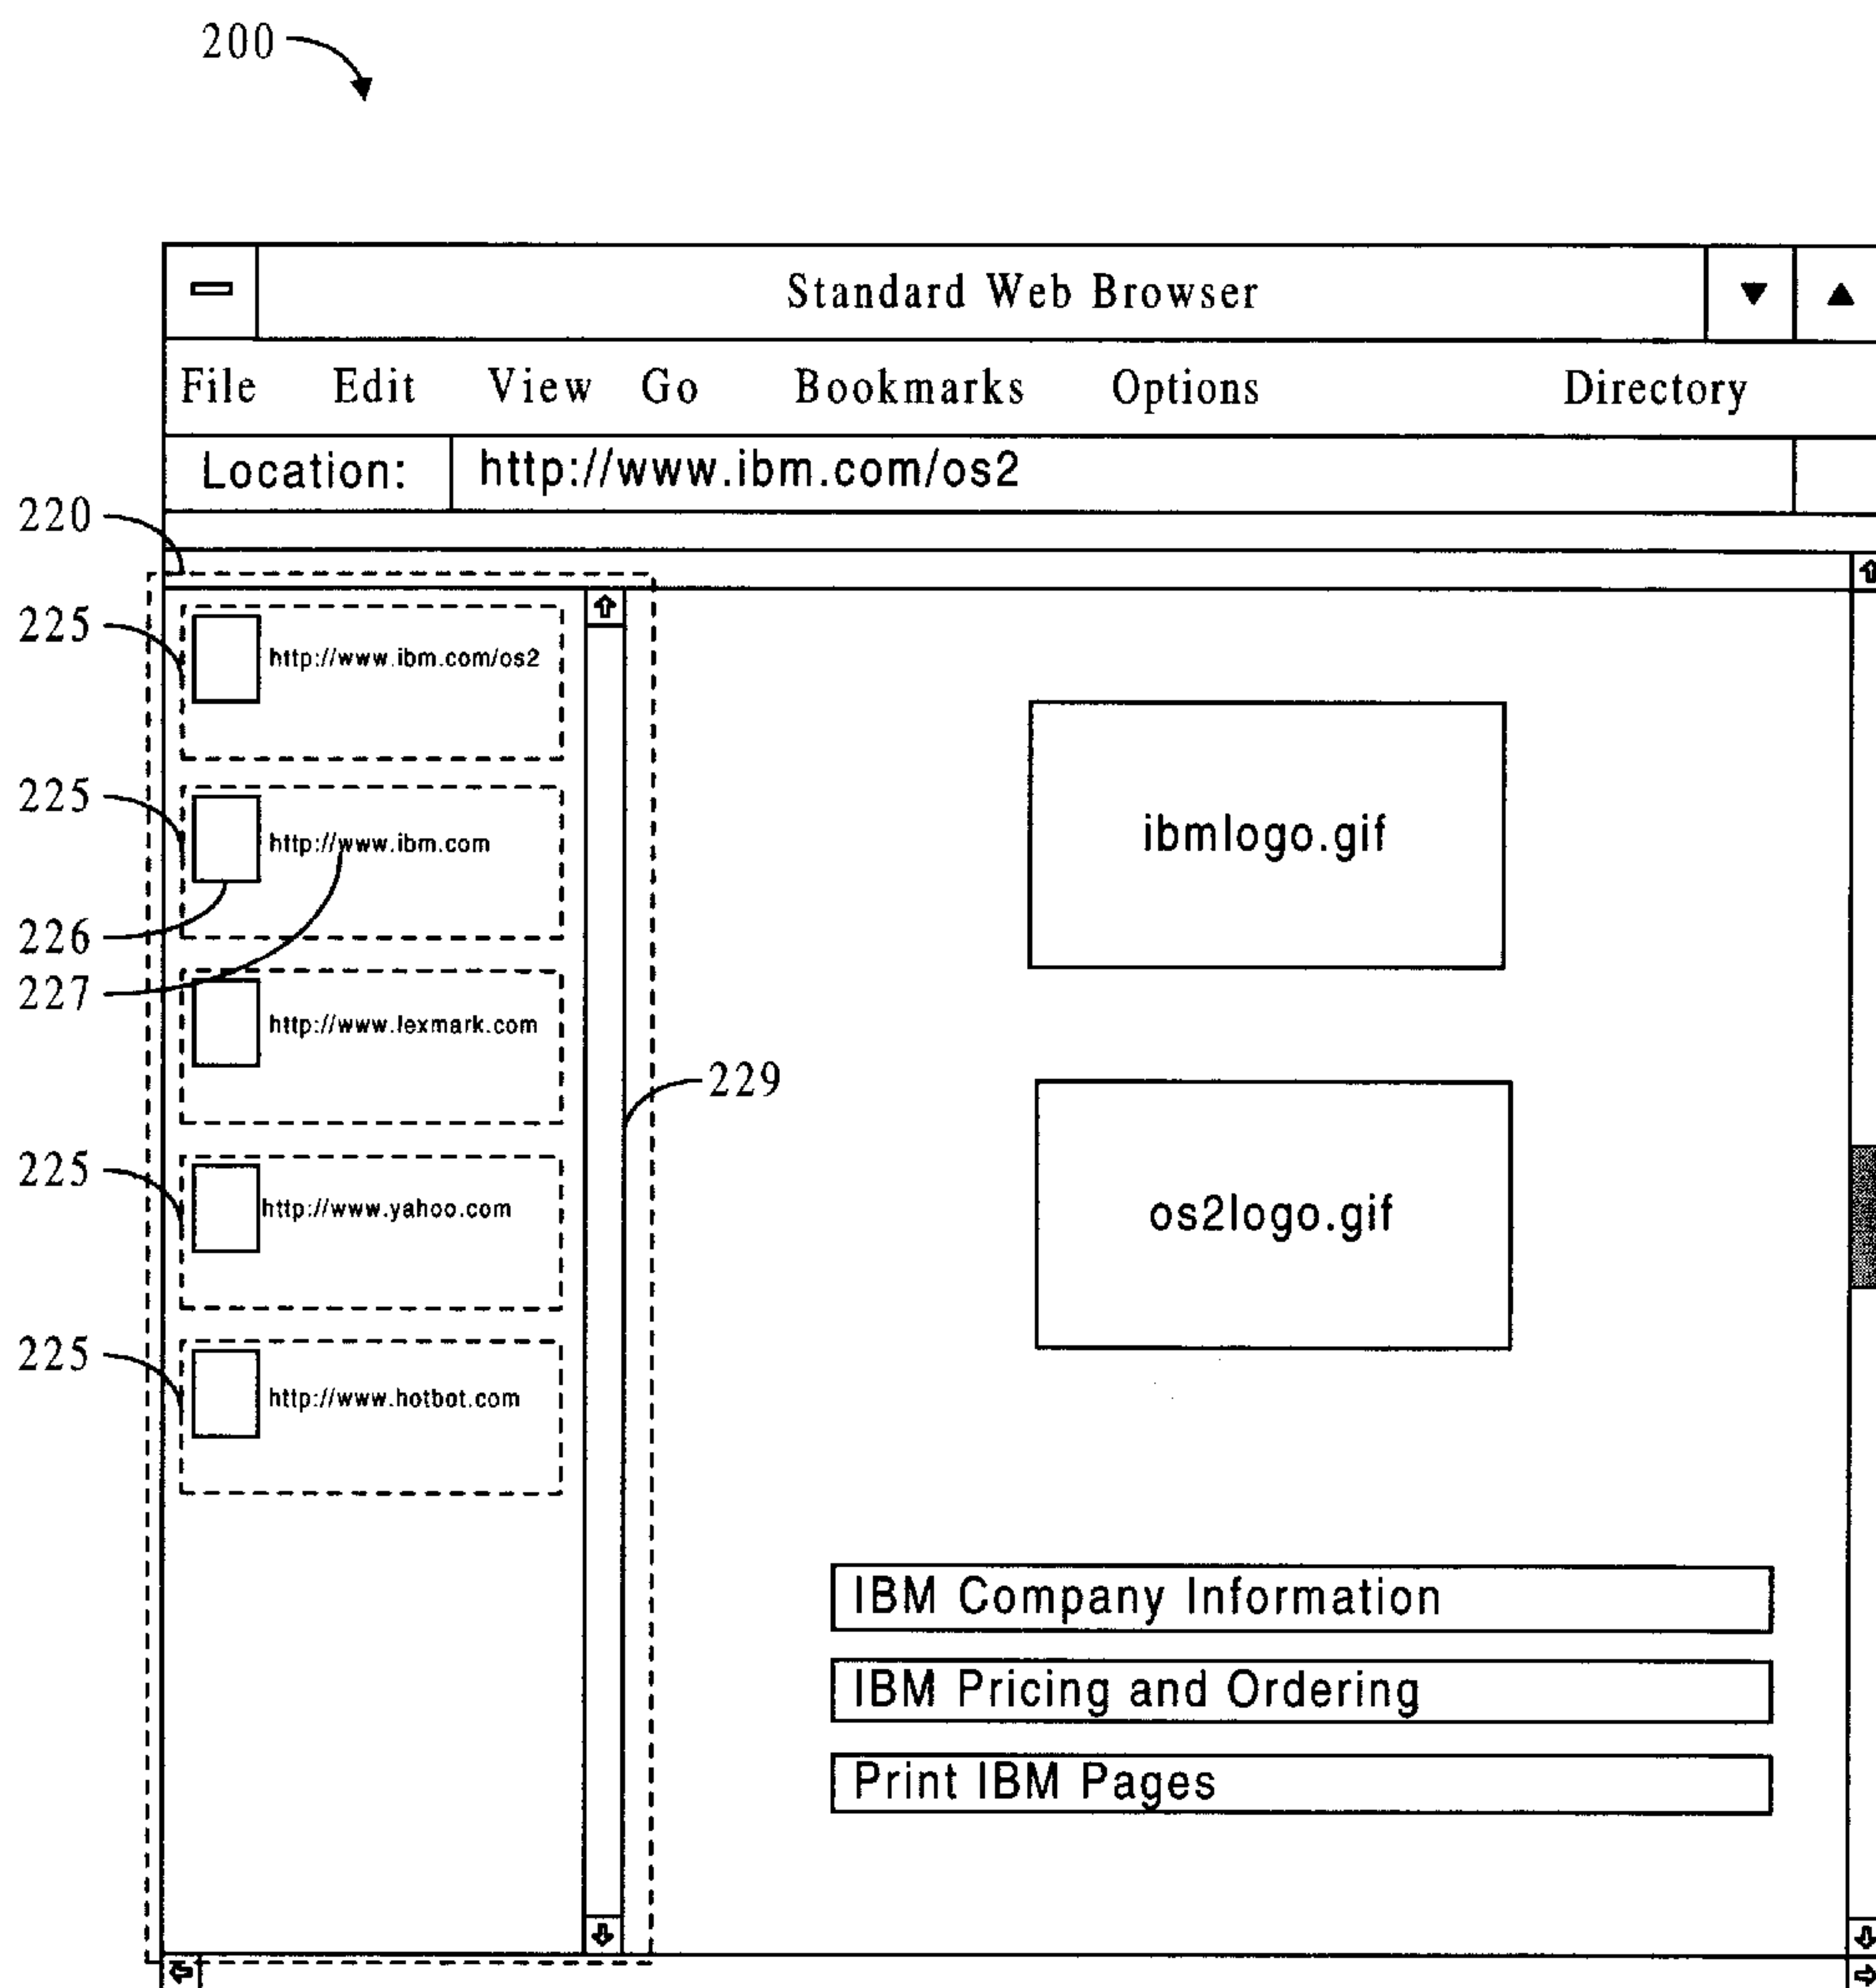 200
Standard Web Browser
File Edit View Go Bookmarks Options Directory
Location: http://www.ibm.com/os2
220
225
http://www.ibm.com/os2
225
http://www.ibm.com
226
227
http://www.lexmark.com
229
225
http://www.yahoo.com
225
http://www.hotbot.com
ibmlogo.gif
os2logo.gif
IBM Company Information
IBM Pricing and Ordering
Print IBM Pages